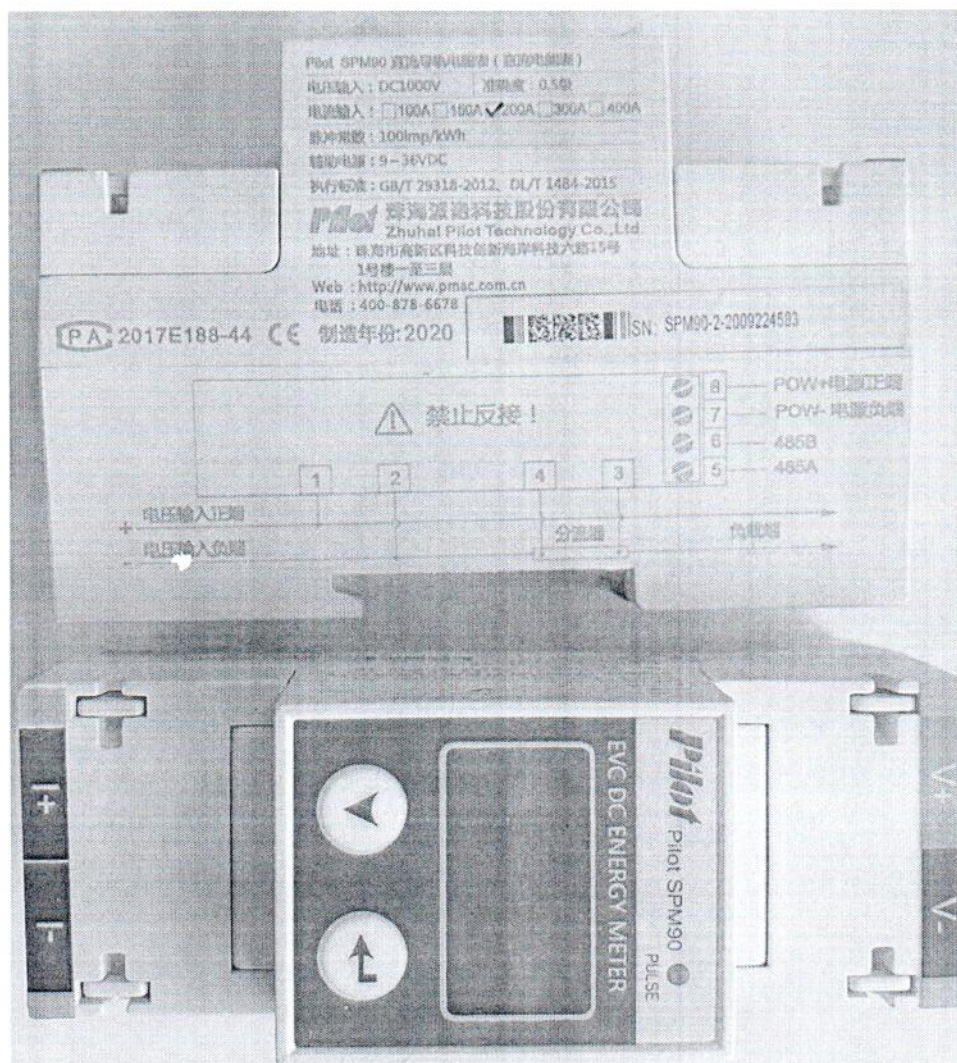 Pilot SPM90 直流导轨电能表 ( 直流电能表 )
电压输入 : DC1000V 准确度 : 0.5级
电流输入 : □100A □150A ✓200A □300A □400A
脉冲常数 : 100imp/kWh
辅助电源 : 9~36VDC
执行标准 : GB/T 29318-2012、DL/T 1484-2015
Pilot 珠海派诺科技股份有限公司
Zhuhai Pilot Technology Co.,Ltd.
地址 : 珠海市高新区科技创新海岸科技六路15号
1号楼一至三层
Web : http://www.pmac.com.cn
电话 : 400-878-6678
PA 2017E188-44 CE 制造年份:2020
SN: SPM90-2-2009224583
8 POW+电源正端
禁止反接！
7 POW- 电源负端
6 485B
5 485A
1 2 4 3
+ 电压输入正端
分流器 负载端
- 电压输入负端
I+
I-
Pilot
Pilot SPM90
PULSE
EVC DC ENERGY METER
V+
V-